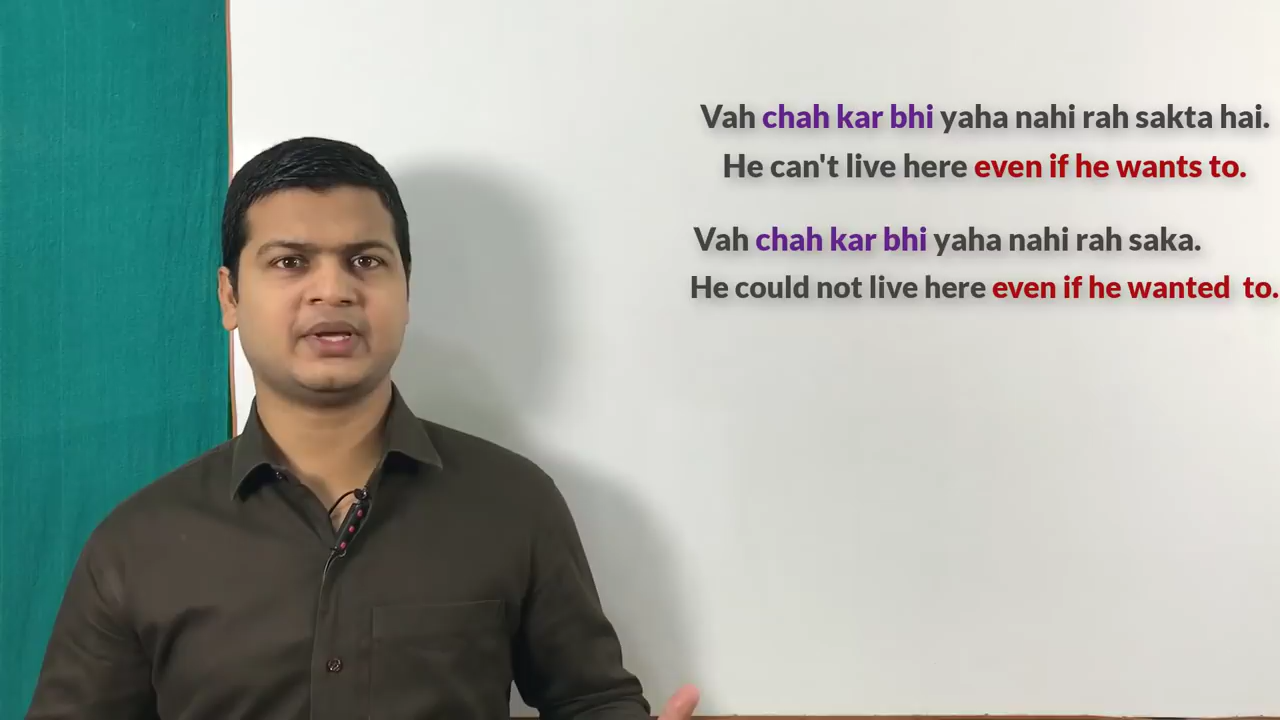 Vah chah kar bhi yaha nahi rah sakta hai.
He can't live here even if he wants to.
Vah chah kar bhi yaha nahi rah saka.
He could not live here even if he wanted to.